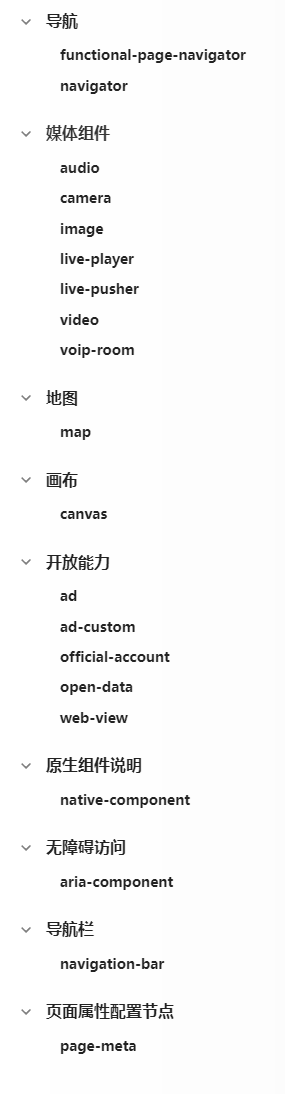 导航
functional-page-navigator
navigator
媒体组件
audio
camera
image
live-player
live-pusher
video
voip-room
地图
map
画布
canvas
开放能力
ad
ad-custom
official-account
open-data
web-view
原生组件说明
native-component
无障碍访问
aria-component
导航栏
navigation-bar
页面属性配置节点
page-meta